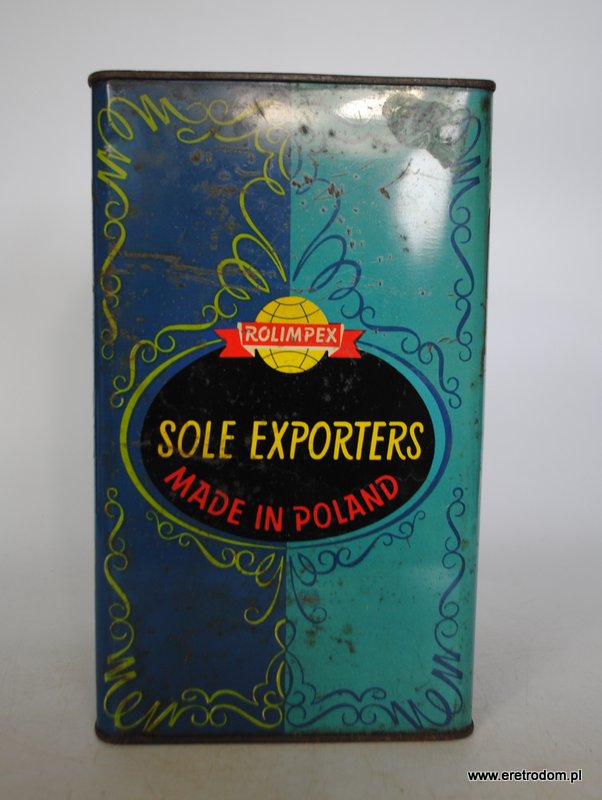 ROLIMPEX
SOLE EXPORTERS
MADE IN POLAND
www.eretrodom.pl